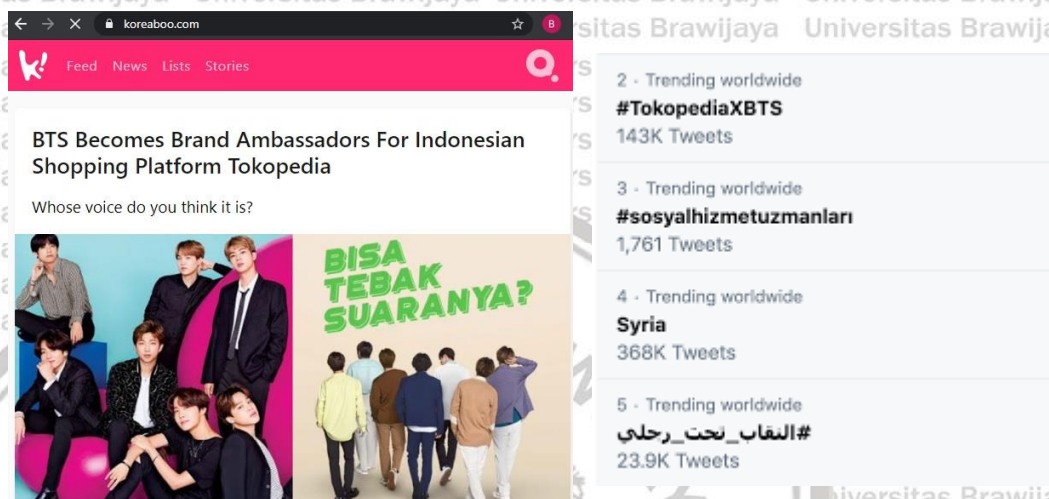 koreaboo.com
B
k!
Feed News Lists Stories
BTS Becomes Brand Ambassadors For Indonesian
Shopping Platform Tokopedia
Whose voice do you think it is?
BISA
TEBAK
SUARANYA?
2 · Trending worldwide
#TokopediaXBTS
143K Tweets
3 · Trending worldwide
#sosyalhizmetuzmanları
1,761 Tweets
4 · Trending worldwide
Syria
368K Tweets
5 · Trending worldwide
#النقاب_تحت_رجلي
23.9K Tweets
Universitas Brawijaya